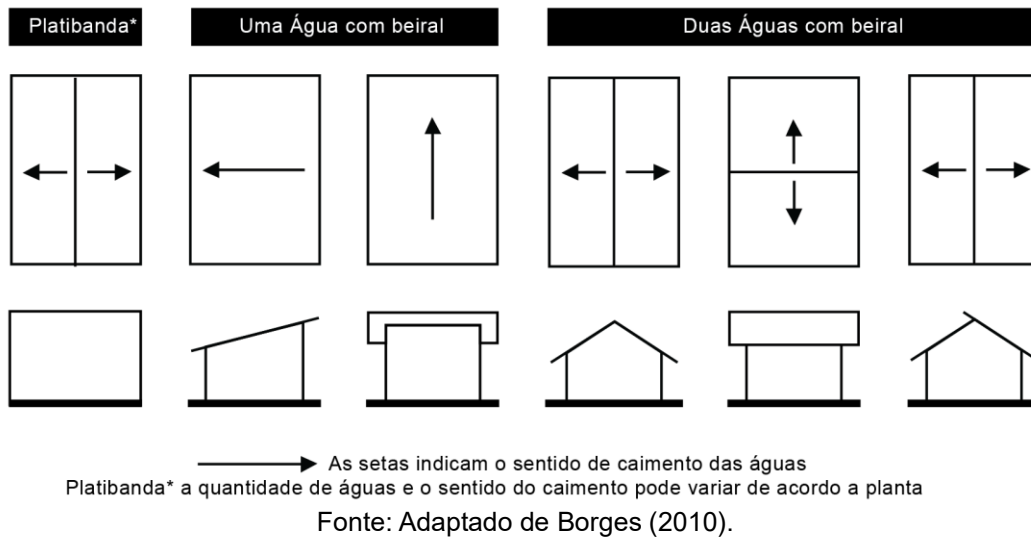 Platibanda*
Uma Água com beiral
Duas Águas com beiral
As setas indicam o sentido de caimento das águas
Platibanda* a quantidade de águas e o sentido do caimento pode variar de acordo a planta
Fonte: Adaptado de Borges (2010).